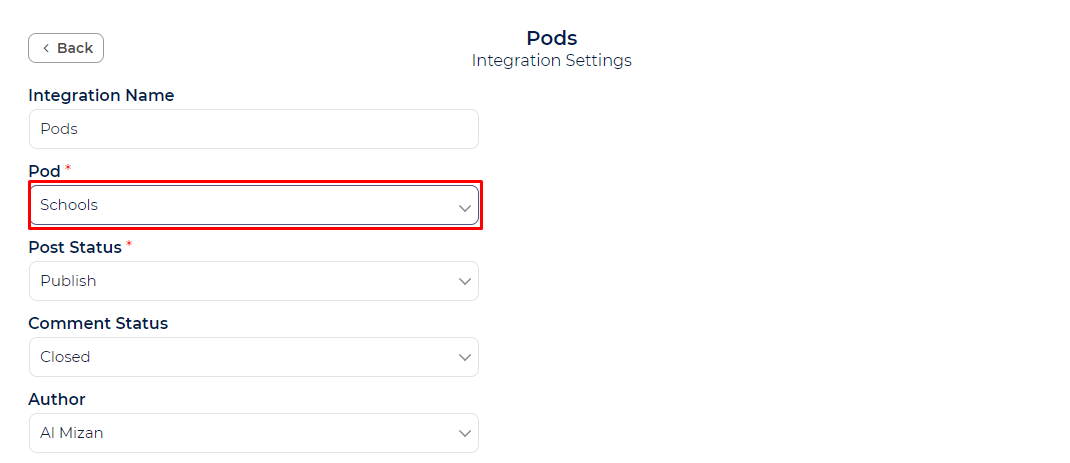 Back
Pods
Integration Settings
Integration Name
Pods
Pod *
Schools
Post Status *
Publish
Comment Status
Closed
Author
Al Mizan